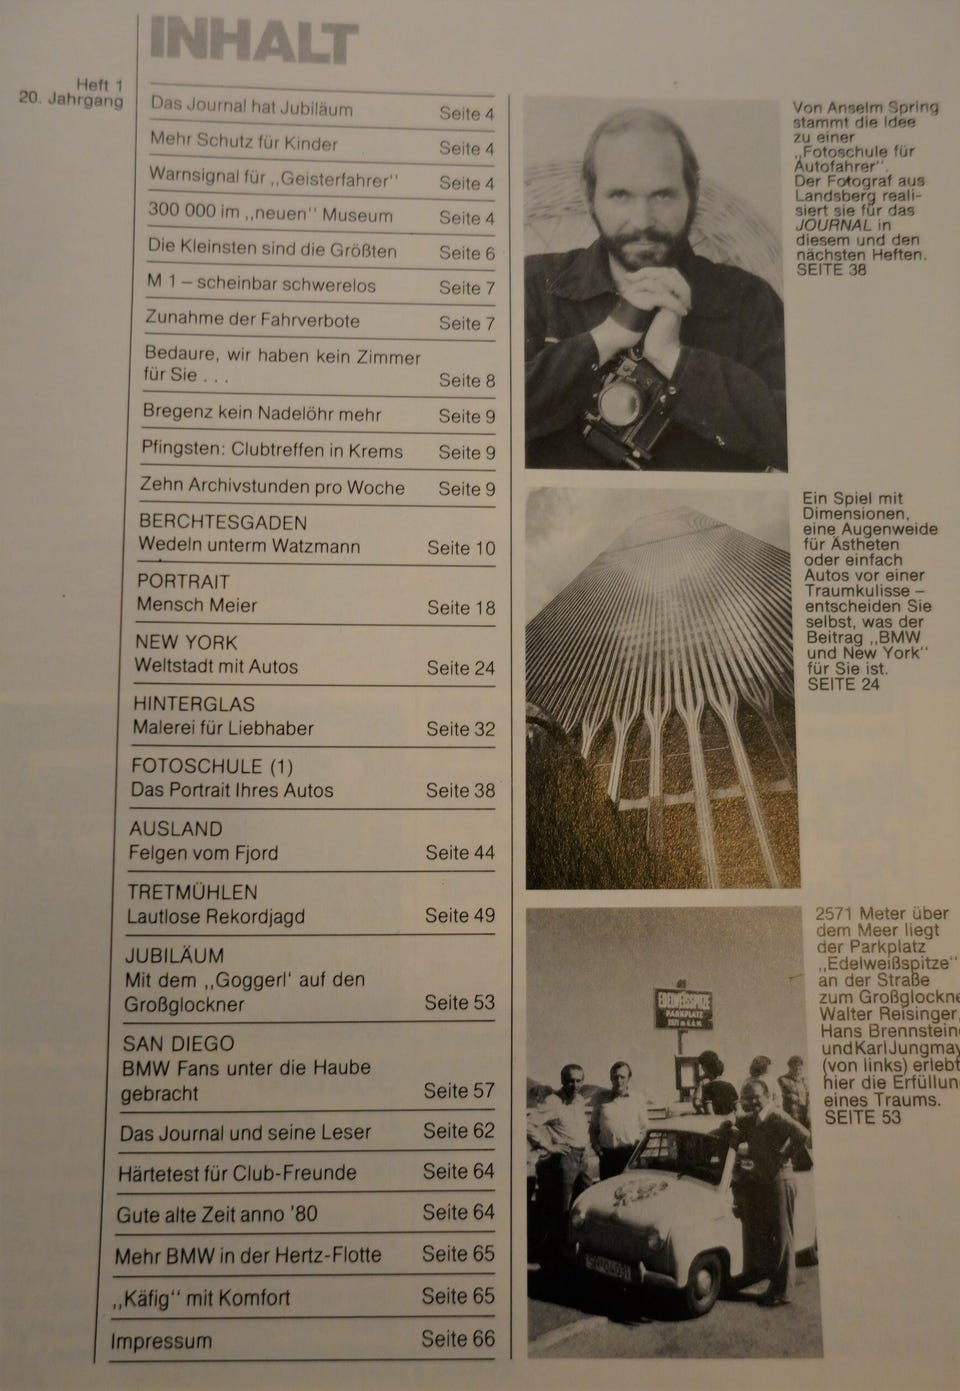 INHALT
Heft 1
20. Jahrgang
Das Journal hat Jubiläum Seite 4
Mehr Schutz für Kinder Seite 4
Warnsignal für „Geisterfahrer“ Seite 4
300 000 im „neuen“ Museum Seite 4
Die Kleinsten sind die Größten Seite 6
M 1 – scheinbar schwerelos Seite 7
Zunahme der Fahrverbote Seite 7
Bedaure, wir haben kein Zimmer
für Sie . . . Seite 8
Bregenz kein Nadelöhr mehr Seite 9
Pfingsten: Clubtreffen in Krems Seite 9
Zehn Archivstunden pro Woche Seite 9
BERCHTESGADEN
Wedeln unterm Watzmann Seite 10
PORTRAIT
Mensch Meier Seite 18
NEW YORK
Weltstadt mit Autos Seite 24
HINTERGLAS
Malerei für Liebhaber Seite 32
FOTOSCHULE (1)
Das Portrait Ihres Autos Seite 38
AUSLAND
Felgen vom Fjord Seite 44
TRETMÜHLEN
Lautlose Rekordjagd Seite 49
JUBILÄUM
Mit dem „Goggerl‘ auf den
Großglockner Seite 53
SAN DIEGO
BMW Fans unter die Haube
gebracht Seite 57
Das Journal und seine Leser Seite 62
Härtetest für Club-Freunde Seite 64
Gute alte Zeit anno '80 Seite 64
Mehr BMW in der Hertz-Flotte Seite 65
„Käfig“ mit Komfort Seite 65
Impressum Seite 66
Von Anselm Spring
stammt die Idee
zu einer
„Fotoschule für
Autofahrer“.
Der Fotograf aus
Landsberg reali-
siert sie für das
JOURNAL in
diesem und den
nächsten Heften.
SEITE 38
Ein Spiel mit
Dimensionen,
eine Augenweide
für Ästheten
oder einfach
Autos vor einer
Traumkulisse –
entscheiden Sie
selbst, was der
Beitrag „BMW
und New York“
für Sie ist.
SEITE 24
2571 Meter über
dem Meer liegt
der Parkplatz
„Edelweißspitze“
an der Straße
zum Großglockne
Walter Reisinger,
Hans Brennstein
und Karl Jungmay
(von links) erlebt
hier die Erfüllun
eines Traums.
SEITE 53
EDELWEISSSPITZE
PARKPLATZ
2571 m